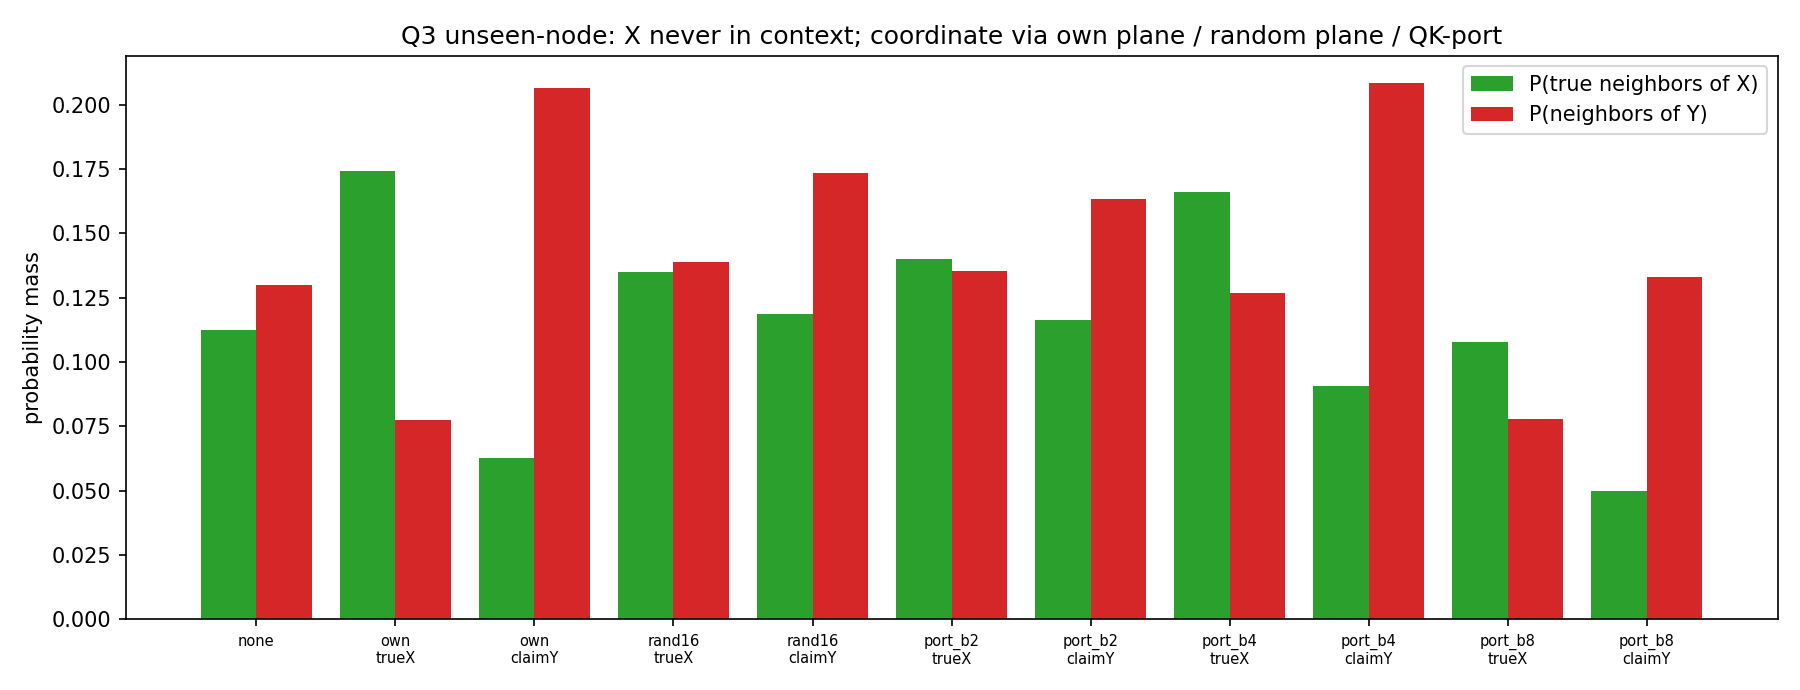 Q3 unseen-node: X never in context; coordinate via own plane / random plane / QK-port
P(true neighbors of X)
P(neighbors of Y)
probability mass
0.200
0.175
0.150
0.125
0.100
0.075
0.050
0.025
0.000
none
own
trueX
own
claimY
rand16
trueX
rand16
claimY
port_b2
trueX
port_b2
claimY
port_b4
trueX
port_b4
claimY
port_b8
trueX
port_b8
claimY